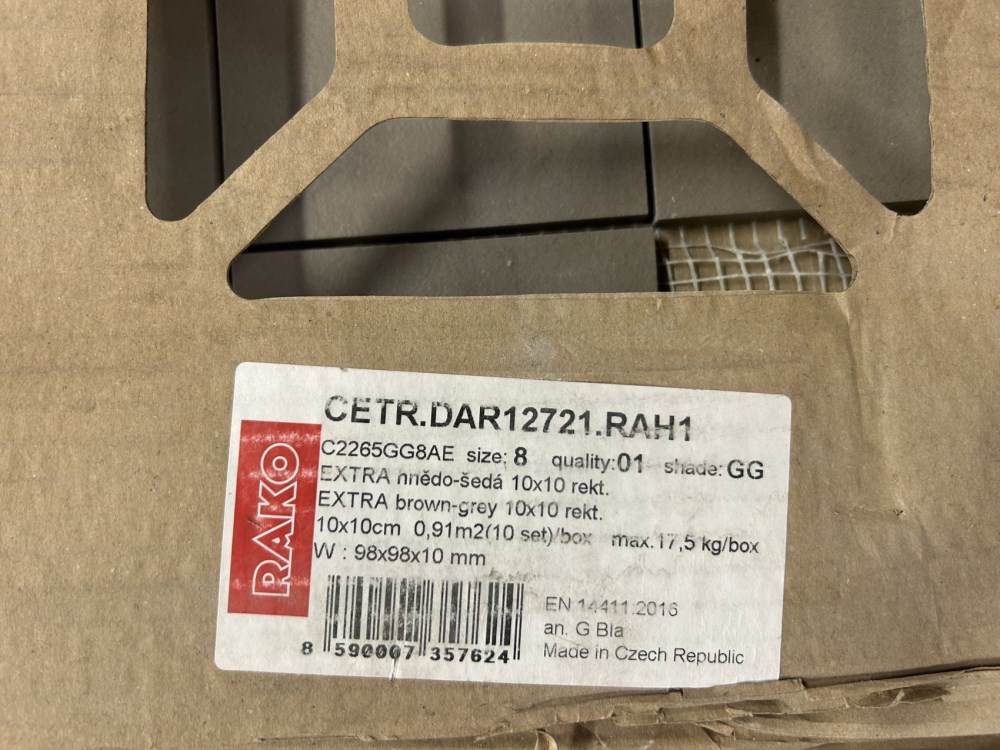 CETR.DAR12721.RAH1
RAKO
C2265GG8AE size: 8 quality:01 shade: GG
EXTRA hnědo-šedá 10x10 rekt.
EXTRA brown-grey 10x10 rekt.
10x10cm 0,91m2(10 set)/box max.17,5 kg/box
W : 98x98x10 mm
EN 14411:2016
an. G BIa
Made in Czech Republic
8 590007 357624